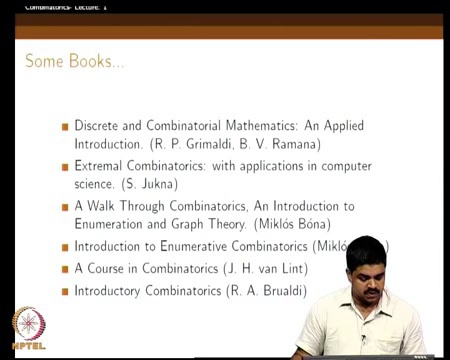 Combinatorics- Lecture: 1
Some Books...
Discrete and Combinatorial Mathematics: An Applied
Introduction. (R. P. Grimaldi, B. V. Ramana)
Extremal Combinatorics: with applications in computer
science. (S. Jukna)
A Walk Through Combinatorics, An Introduction to
Enumeration and Graph Theory. (Miklós Bóna)
Introduction to Enumerative Combinatorics
A Course in Combinatorics (J. H. van Lint)
Introductory Combinatorics (R. A. Brualdi)
NPTEL